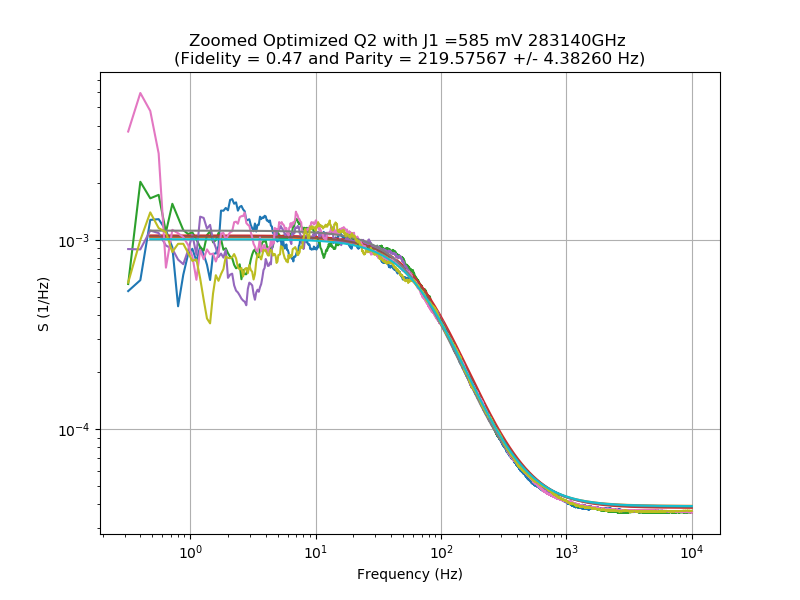 Zoomed Optimized Q2 with J1 =585 mV 283140GHz
(Fidelity = 0.47 and Parity = 219.57567 +/- 4.38260 Hz)
S (1/Hz)
10⁻³
10⁻⁴
10⁰ 10¹ 10² 10³ 10⁴
Frequency (Hz)